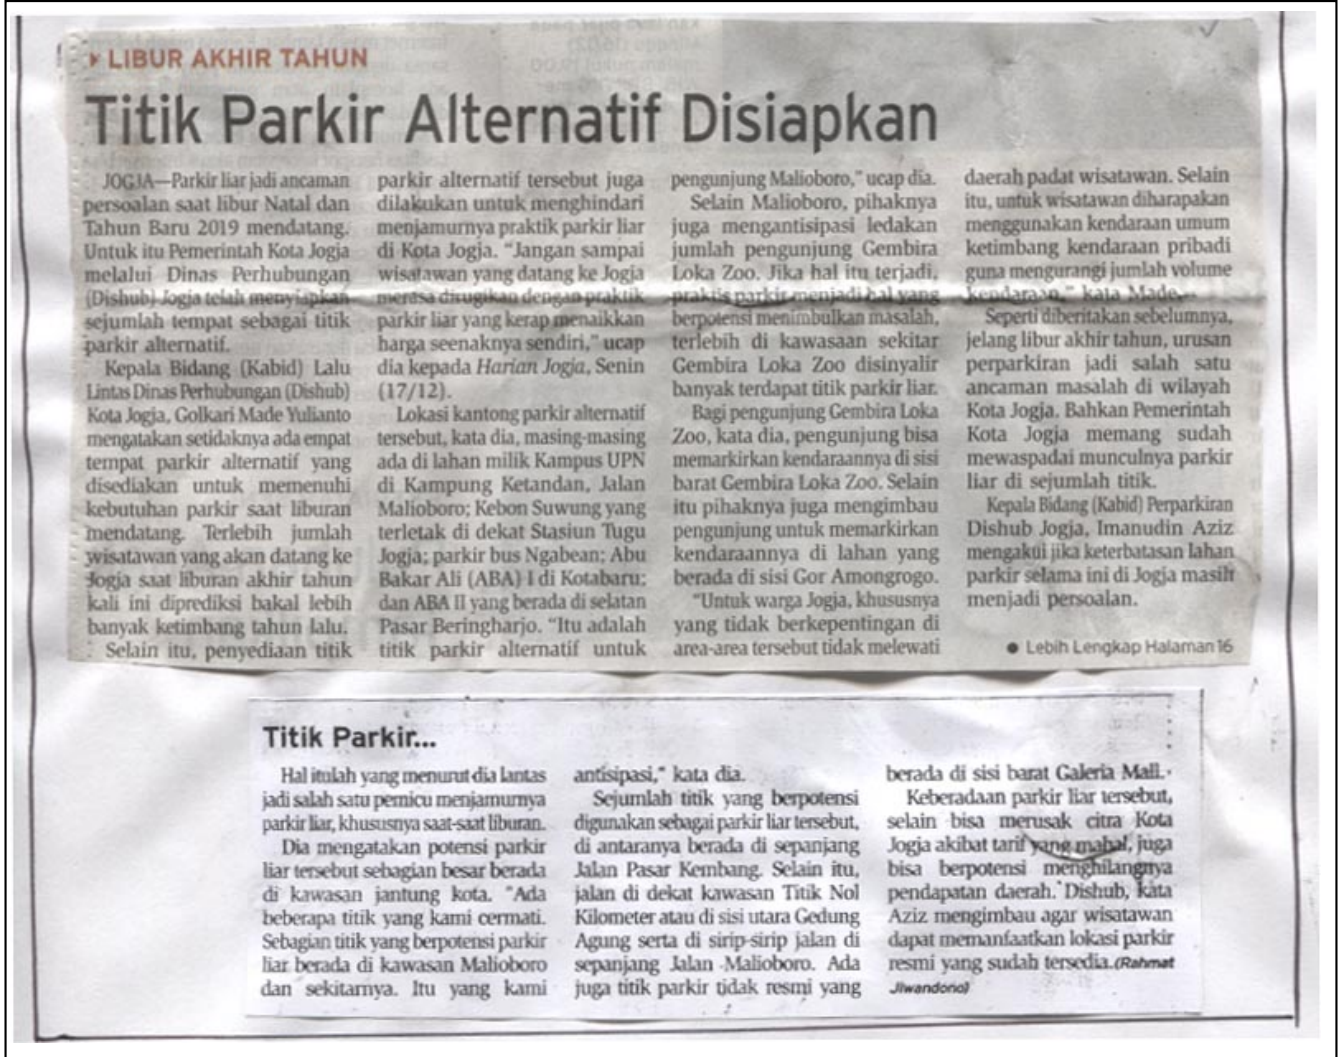 LIBUR AKHIR TAHUN
Titik Parkir Alternatif Disiapkan
JOGJA—Parkir liar jadi ancaman
persoalan saat libur Natal dan
Tahun Baru 2019 mendatang.
Untuk itu Pemerintah Kota Jogja
melalui Dinas Perhubungan
(Dishub) Jogja telah menyiapkan
sejumlah tempat sebagai titik
parkir alternatif.
Kepala Bidang (Kabid) Lalu
Lintas Dinas Perhubungan (Dishub)
Kota Jogja, Golkari Made Yulianto
mengatakan setidaknya ada empat
tempat parkir alternatif yang
disediakan untuk memenuhi
kebutuhan parkir saat liburan
mendatang. Terlebih jumlah
wisatawan yang akan datang ke
Jogja saat liburan akhir tahun
kali ini diprediksi bakal lebih
banyak ketimbang tahun lalu.
Selain itu, penyediaan titik
parkir alternatif tersebut juga
dilakukan untuk menghindari
menjamurnya praktik parkir liar
di Kota Jogja. "Jangan sampai
wisatawan yang datang ke Jogja
merasa dirugikan dengan praktik
parkir liar yang kerap menaikkan
harga seenaknya sendiri," ucap
dia kepada Harian Jogja, Senin
(17/12).
Lokasi kantong parkir alternatif
tersebut, kata dia, masing-masing
ada di lahan milik Kampus UPN
di Kampung Ketandan, Jalan
Malioboro; Kebon Suwung yang
terletak di dekat Stasiun Tugu
Jogja; parkir bus Ngabean; Abu
Bakar Ali (ABA) I di Kotabaru;
dan ABA II yang berada di selatan
Pasar Beringharjo. "Itu adalah
titik parkir alternatif untuk
pengunjung Malioboro," ucap dia.
Selain Malioboro, pihaknya
juga mengantisipasi ledakan
jumlah pengunjung Gembira
Loka Zoo. Jika hal itu terjadi,
praktis parkir menjadi hal yang
berpotensi menimbulkan masalah,
terlebih di kawasaan sekitar
Gembira Loka Zoo disinyalir
banyak terdapat titik parkir liar.
Bagi pengunjung Gembira Loka
Zoo, kata dia, pengunjung bisa
memarkirkan kendaraannya di sisi
barat Gembira Loka Zoo. Selain
itu pihaknya juga mengimbau
pengunjung untuk memarkirkan
kendaraannya di lahan yang
berada di sisi Gor Amongrogo.
"Untuk warga Jogja, khususnya
yang tidak berkepentingan di
area-area tersebut tidak melewati
daerah padat wisatawan. Selain
itu, untuk wisatawan diharapakan
menggunakan kendaraan umum
ketimbang kendaraan pribadi
guna mengurangi jumlah volume
kendaraan," kata Made.
Seperti diberitakan sebelumnya,
jelang libur akhir tahun, urusan
perparkiran jadi salah satu
ancaman masalah di wilayah
Kota Jogja. Bahkan Pemerintah
Kota Jogja memang sudah
mewaspadai munculnya parkir
liar di sejumlah titik.
Kepala Bidang (Kabid) Perparkiran
Dishub Jogja, Imanudin Aziz
mengakui jika keterbatasan lahan
parkir selama ini di Jogja masih
menjadi persoalan.
● Lebih Lengkap Halaman 16
Titik Parkir...
Hal itulah yang menurut dia lantas
jadi salah satu pemicu menjamurnya
parkir liar, khususnya saat-saat liburan.
Dia mengatakan potensi parkir
liar tersebut sebagian besar berada
di kawasan jantung kota. "Ada
beberapa titik yang kami cermati.
Sebagian titik yang berpotensi parkir
liar berada di kawasan Malioboro
dan sekitarnya. Itu yang kami
antisipasi," kata dia.
Sejumlah titik yang berpotensi
digunakan sebagai parkir liar tersebut,
di antaranya berada di sepanjang
Jalan Pasar Kembang. Selain itu,
jalan di dekat kawasan Titik Nol
Kilometer atau di sisi utara Gedung
Agung serta di sirip-sirip jalan di
sepanjang Jalan Malioboro. Ada
juga titik parkir tidak resmi yang
berada di sisi barat Galeria Mall.
Keberadaan parkir liar tersebut,
selain bisa merusak citra Kota
Jogja akibat tarif yang mahal, juga
bisa berpotensi menghilangnya
pendapatan daerah. Dishub, kata
Aziz mengimbau agar wisatawan
dapat memanfaatkan lokasi parkir
resmi yang sudah tersedia. (Rahmat
Jiwandono)